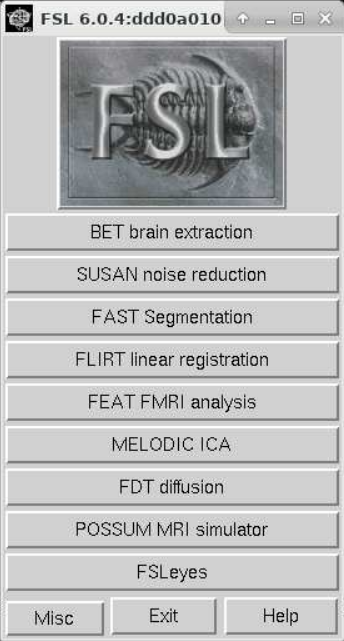 FSL 6.0.4:ddd0a010
FSL
BET brain extraction
SUSAN noise reduction
FAST Segmentation
FLIRT linear registration
FEAT FMRI analysis
MELODIC ICA
FDT diffusion
POSSUM MRI simulator
FSLeyes
Misc Exit Help